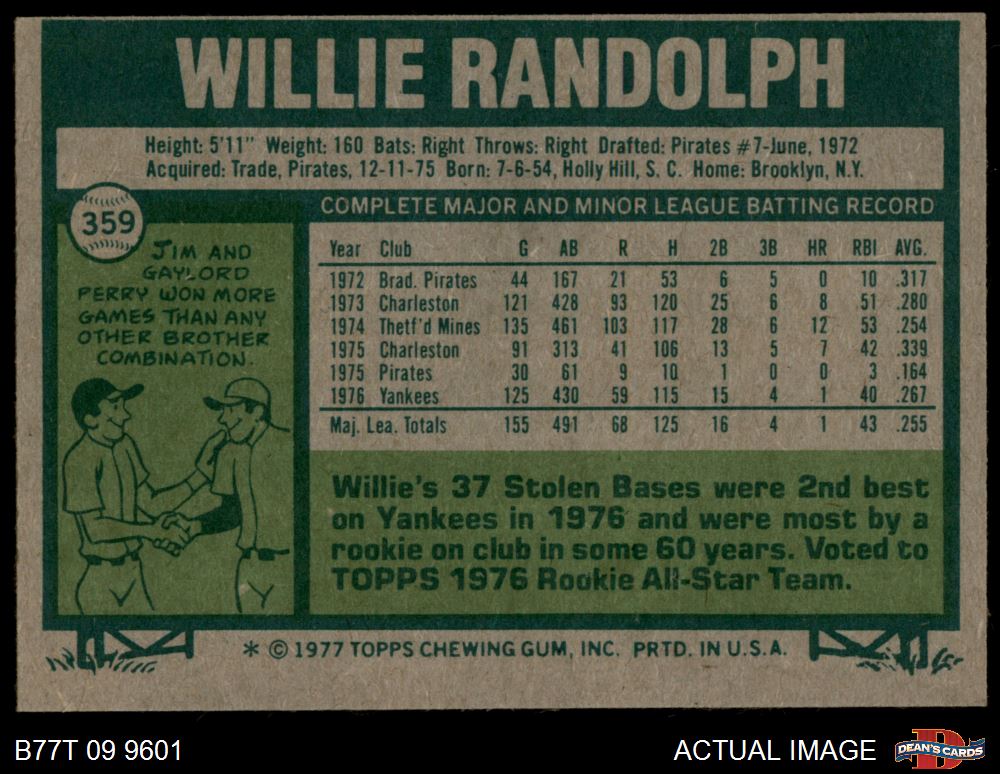 WILLIE RANDOLPH
Height: 5'11" Weight: 160 Bats: Right Throws: Right Drafted: Pirates #7-June, 1972
Acquired: Trade, Pirates, 12-11-75 Born: 7-6-54, Holly Hill, S. C. Home: Brooklyn, N.Y.
359
JIM AND
GAYLORD
PERRY WON MORE
GAMES THAN ANY
OTHER BROTHER
COMBINATION.
COMPLETE MAJOR AND MINOR LEAGUE BATTING RECORD
Year Club G AB R H 2B 3B HR RBI AVG.
1972 Brad. Pirates 44 167 21 53 6 5 0 10 .317
1973 Charleston 121 428 93 120 25 6 8 51 .280
1974 Thetf'd Mines 135 461 103 117 28 6 12 53 .254
1975 Charleston 91 313 41 106 13 5 7 42 .339
1975 Pirates 30 61 9 10 1 0 0 3 .164
1976 Yankees 125 430 59 115 15 4 1 40 .267
Maj. Lea. Totals 155 491 68 125 16 4 1 43 .255
Willie's 37 Stolen Bases were 2nd best
on Yankees in 1976 and were most by a
rookie on club in some 60 years. Voted to
TOPPS 1976 Rookie All-Star Team.
* © 1977 TOPPS CHEWING GUM, INC. PRTD. IN U.S.A.
B77T 09 9601
ACTUAL IMAGE
D
DEAN'S CARDS